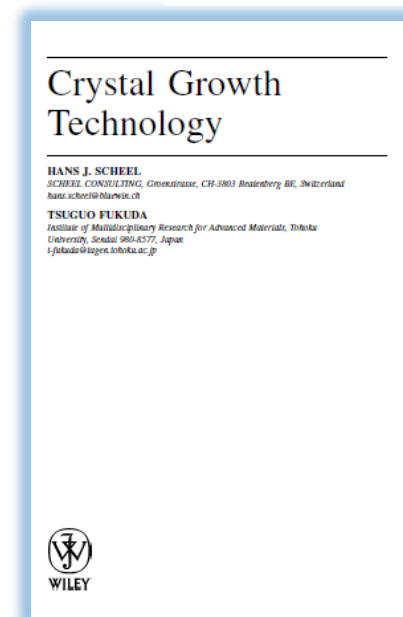 Crystal Growth
Technology
HANS J. SCHEEL
SCHEEL CONSULTING, Groenstrasse, CH-3803 Beatenberg BE, Switzerland
hans.scheel@bluewin.ch
TSUGUO FUKUDA
Institute of Multidisciplinary Research for Advanced Materials, Tohoku
University, Sendai 980-8577, Japan
t-fukuda@tagen.tohoku.ac.jp
WILEY